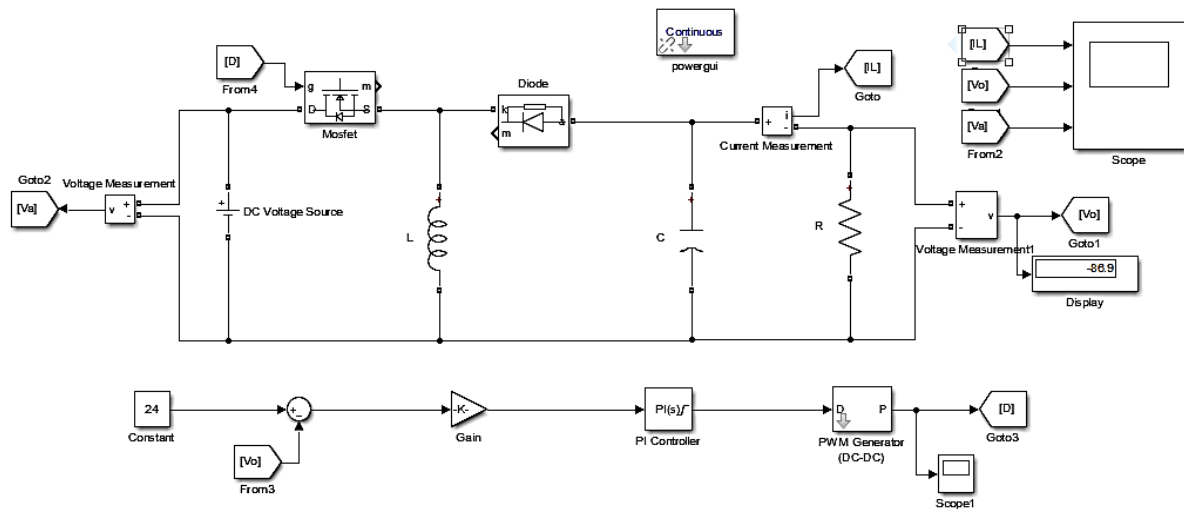 Continuous
powergui
[IL]
[Vo]
[Va]
From2
Scope
[D]
From4
g
m
D
S
Mosfet
Diode
k
m
a
[IL]
Goto
+
i
-
Current Measurement
Goto2
[Va]
Voltage Measurement
v
+
-
+
DC Voltage Source
+
L
+
C
+
R
+
-
v
Voltage Measurement1
[Vo]
Goto1
-86.9
Display
24
Constant
+
-
[Vo]
From3
-K-
Gain
PI(s)
PI Controller
D
P
PWM Generator
(DC-DC)
[D]
Goto3
Scope1